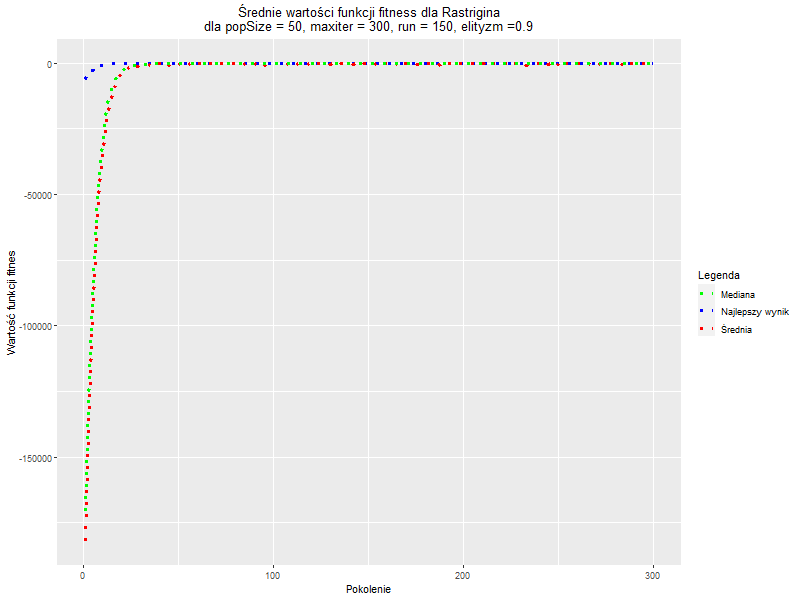 Średnie wartości funkcji fitness dla Rastrigina
dla popSize = 50, maxiter = 300, run = 150, elityzm =0.9
Wartość funkcji fitnes
0
-50000
-100000
-150000
0
100
200
300
Pokolenie
Legenda
Mediana
Najlepszy wynik
Średnia